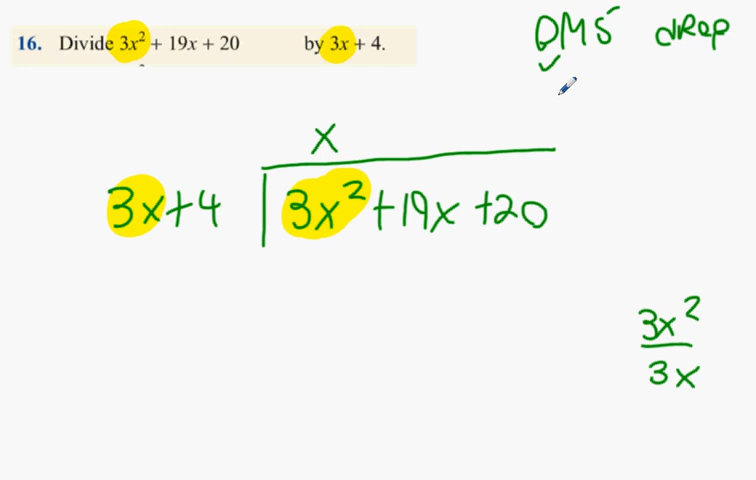 16. Divide 3x² + 19x + 20 by 3x + 4.
DMS drop
x
3x+4 3x²+19x+20
3x²
3x